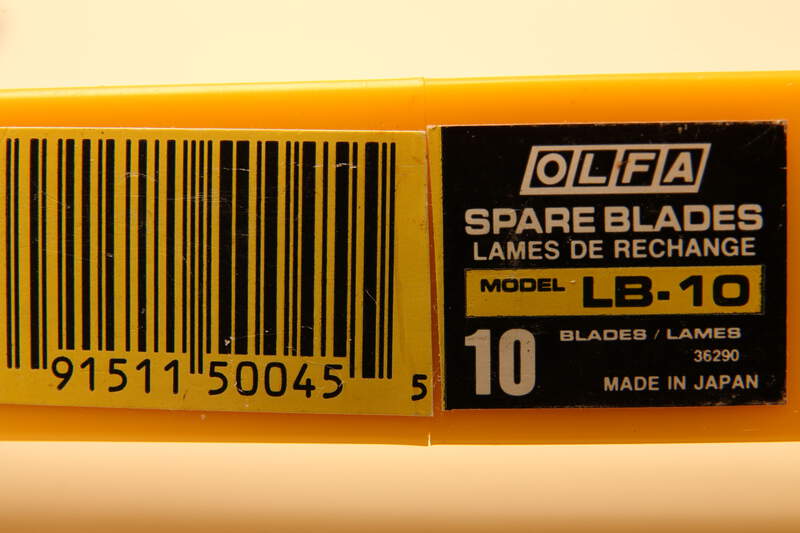 91511 50045 5
OLFA
SPARE BLADES
LAMES DE RECHANGE
MODEL LB-10
10 BLADES / LAMES
36290
MADE IN JAPAN